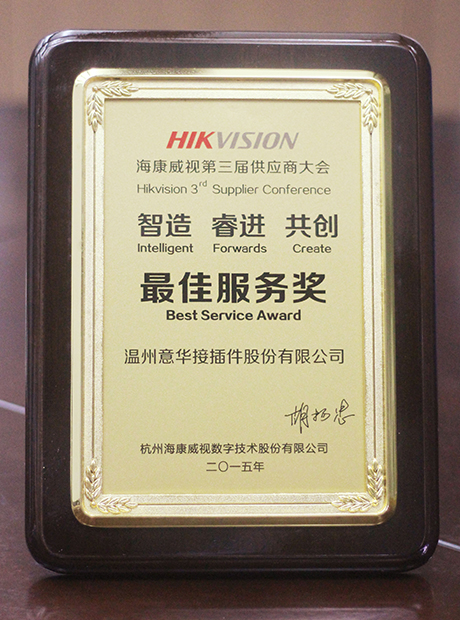 HIKVISION
海康威视第三届供应商大会
Hikvision 3rd Supplier Conference
智造 睿进 共创
Intelligent Forwards Create
最佳服务奖
Best Service Award
温州意华接插件股份有限公司
胡扬忠
杭州海康威视数字技术股份有限公司
二〇一五年